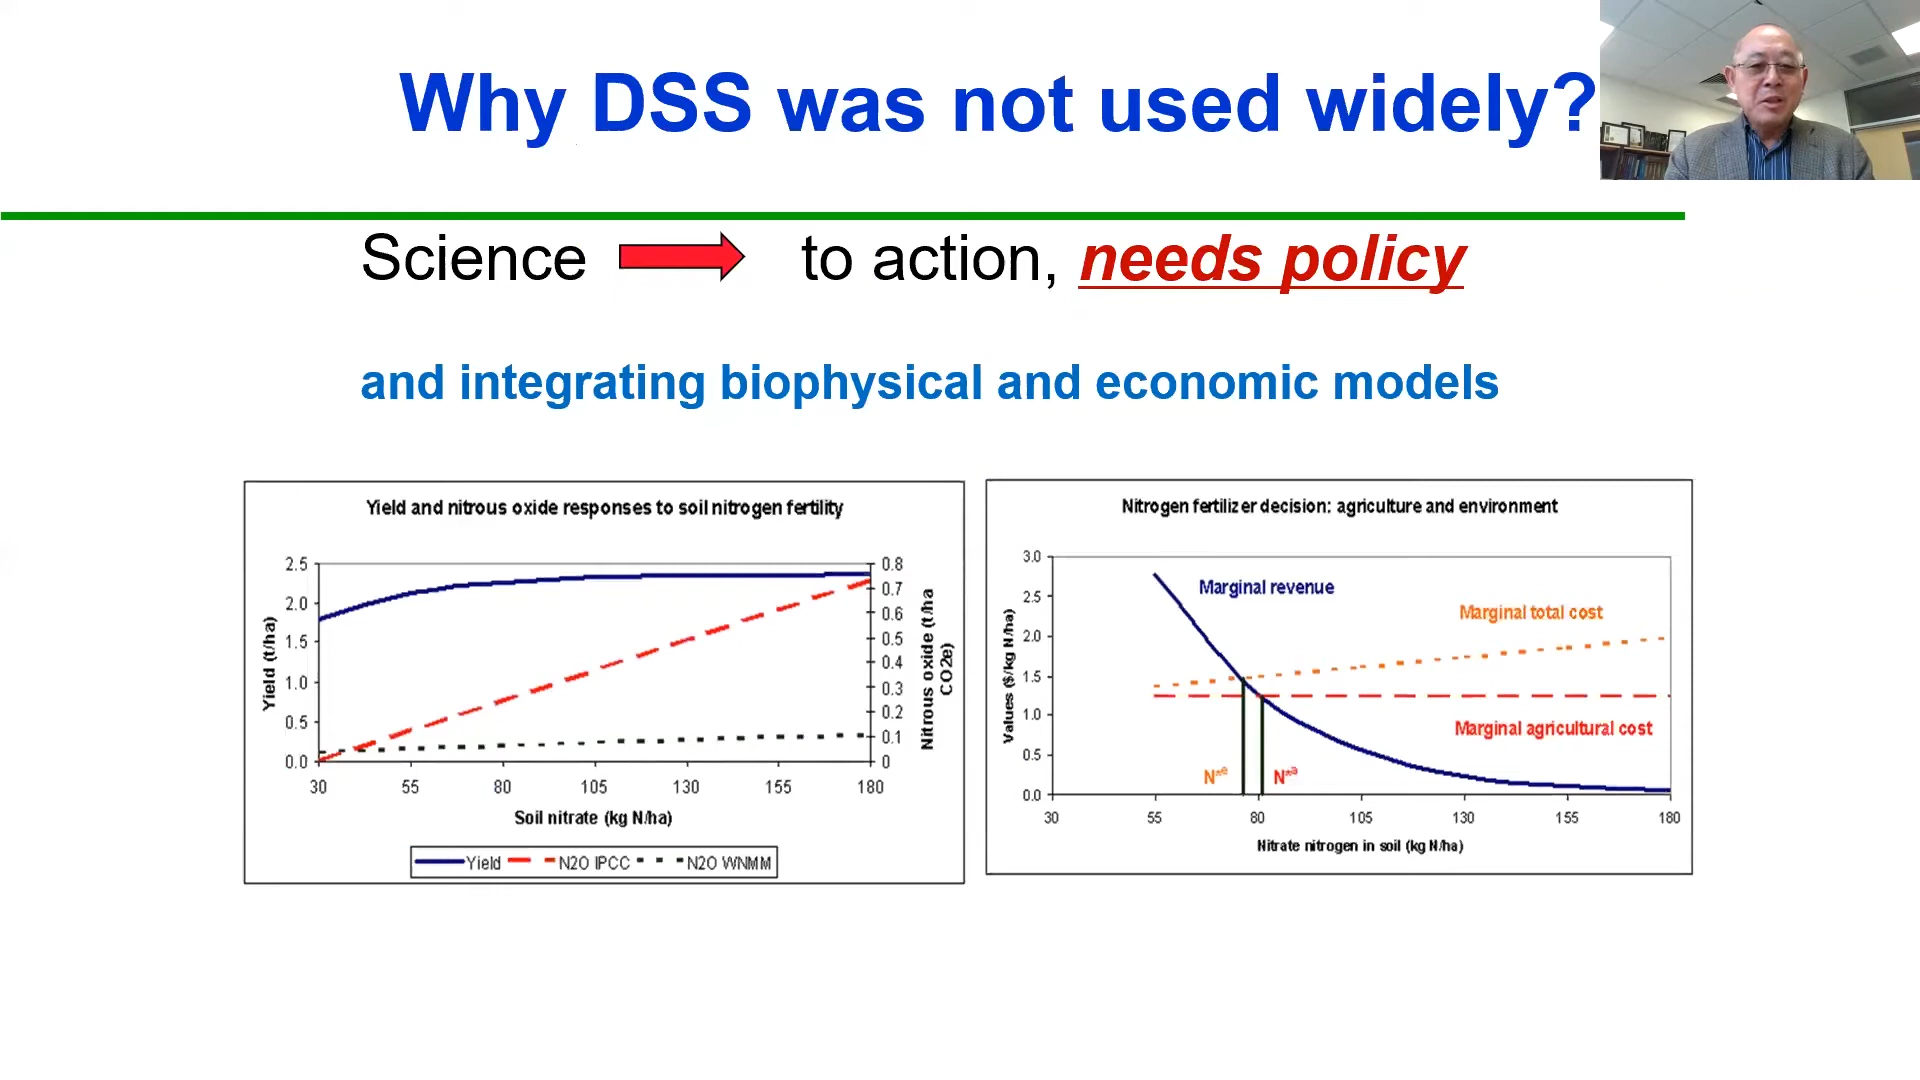 Why DSS was not used widely?
Science to action, needs policy
and integrating biophysical and economic models
Yield and nitrous oxide responses to soil nitrogen fertility
2.5
2.0
1.5
1.0
0.5
0.0
Yield (t/ha)
0.8
0.7
0.6
0.5
0.4
0.3
0.2
0.1
0
Nitrous oxide (t/ha
CO2e)
30 55 80 105 130 155 180
Soil nitrate (kg N/ha)
Yield N2O IPCC N2O WNMM
Nitrogen fertilizer decision: agriculture and environment
3.0
2.5
2.0
1.5
1.0
0.5
0.0
Values ($/kg N/ha)
Marginal revenue
Marginal total cost
Marginal agricultural cost
N*e N*a
30 55 80 105 130 155 180
Nitrate nitrogen in soil (kg N/ha)